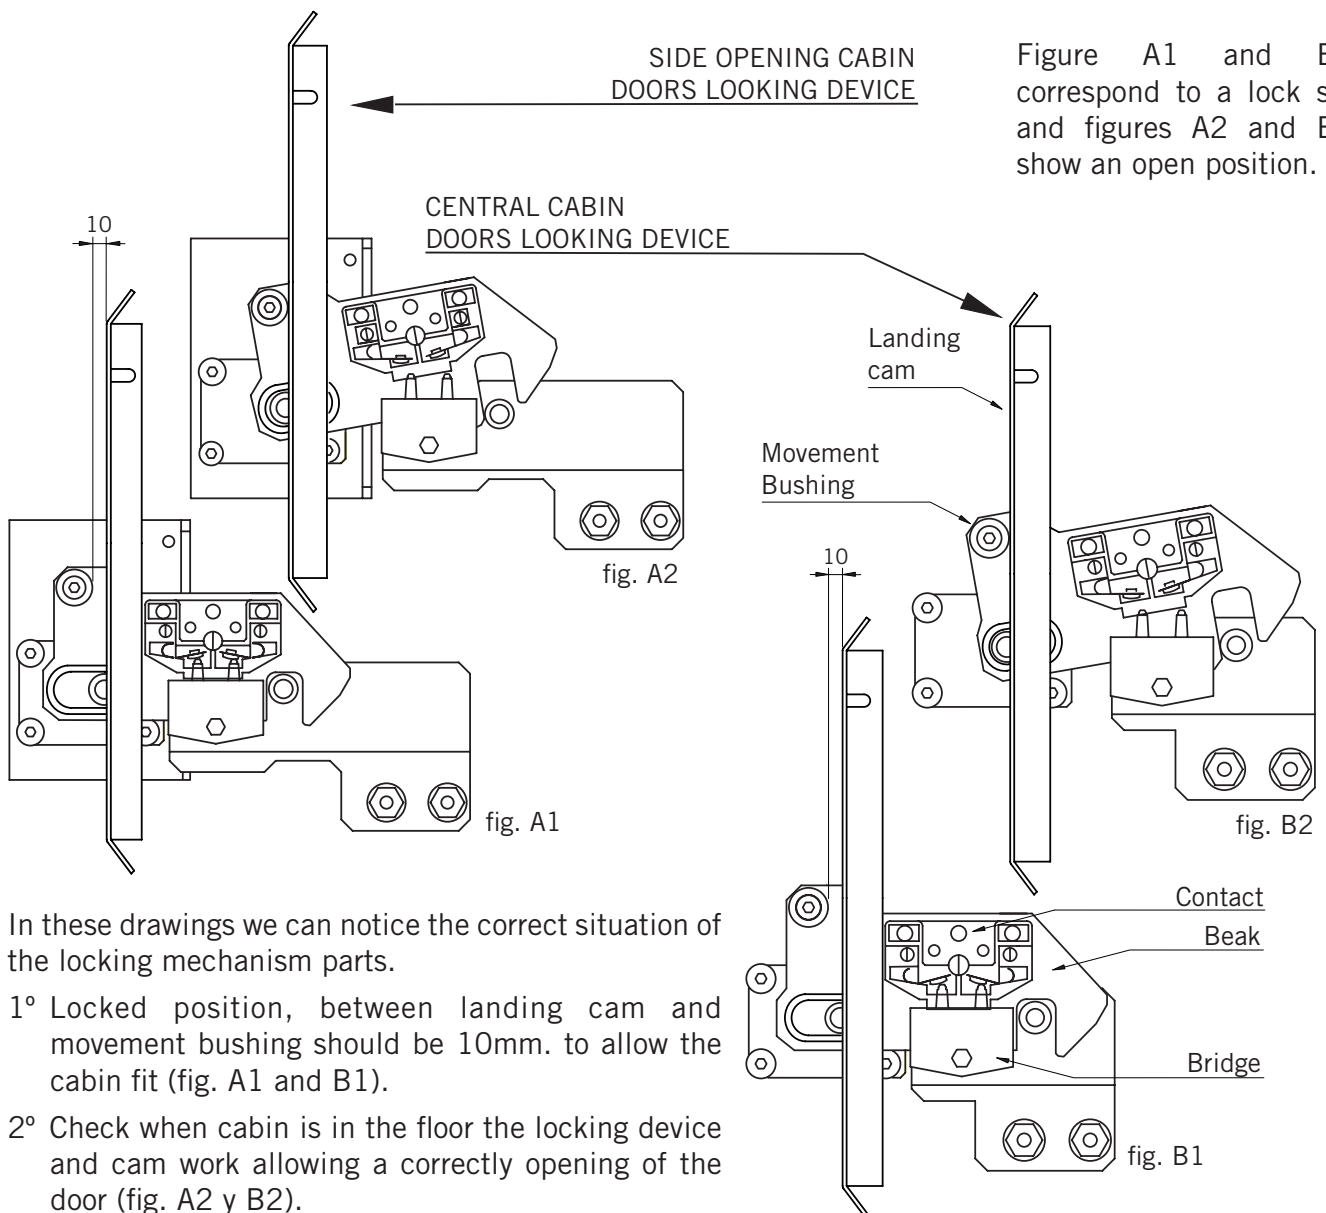 SIDE OPENING CABIN
DOORS LOOKING DEVICE
Figure A1 and
correspond to a lock
and figures A2 and
show an open position.
CENTRAL CABIN
DOORS LOOKING DEVICE
10
Landing
cam
Movement
Bushing
fig. A2
10
fig. A1
fig. B2
Contact
Beak
Bridge
fig. B1
In these drawings we can notice the correct situation of
the locking mechanism parts.
1º Locked position, between landing cam and
movement bushing should be 10mm. to allow the
cabin fit (fig. A1 and B1).
2º Check when cabin is in the floor the locking device
and cam work allowing a correctly opening of the
door (fig. A2 y B2).